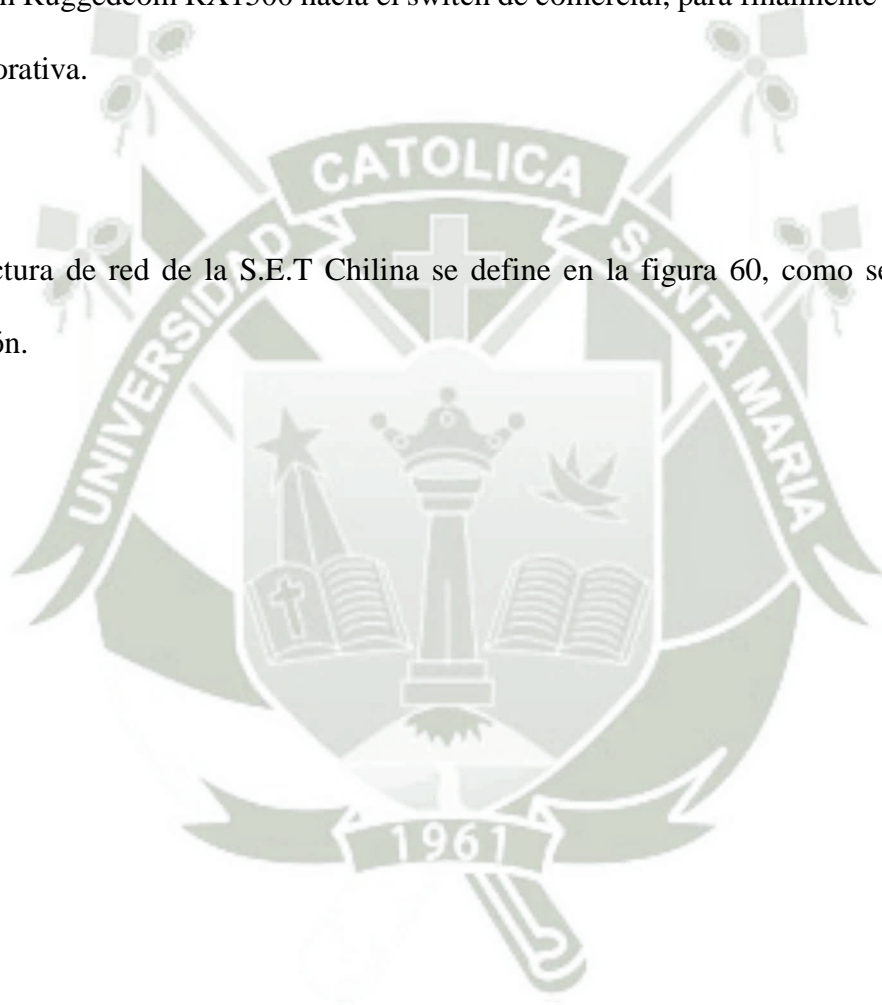 n Ruggedcom RX1500 hacia el switch de comercial, para finalmente
orativa.
UNIVERSIDAD CATOLICA SANTA MARIA
ctura de red de la S.E.T Chilina se define en la figura 60, como se
ón.
1961